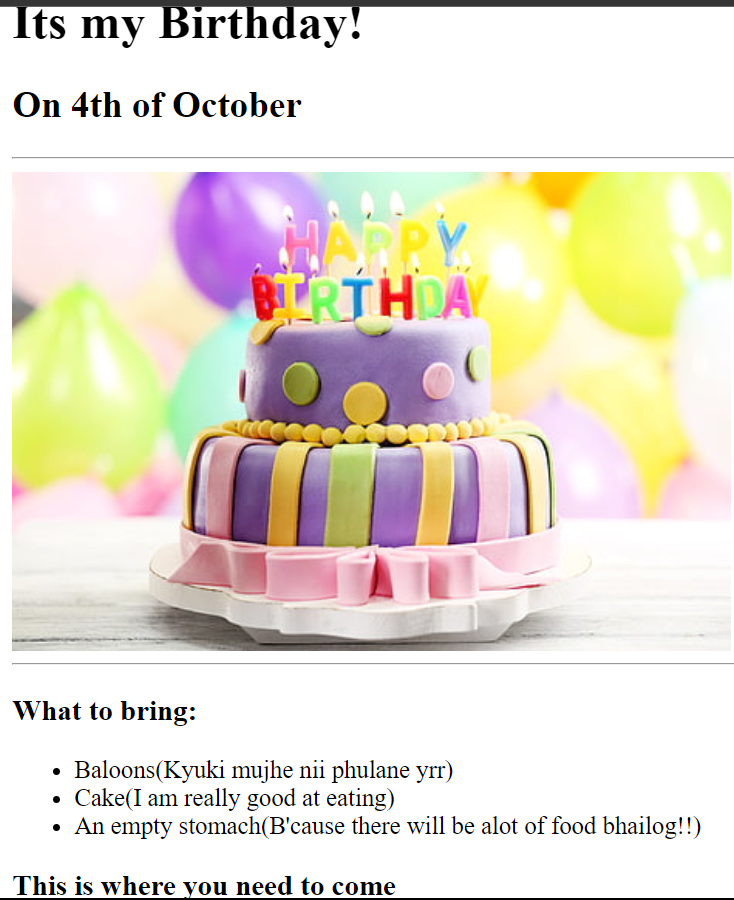 Its my Birthday!
On 4th of October
HAPPY
BIRTHDAY
What to bring:
Baloons(Kyuki mujhe nii phulane yrr)
Cake(I am really good at eating)
An empty stomach(B'cause there will be alot of food bhailog!!)
This is where you need to come